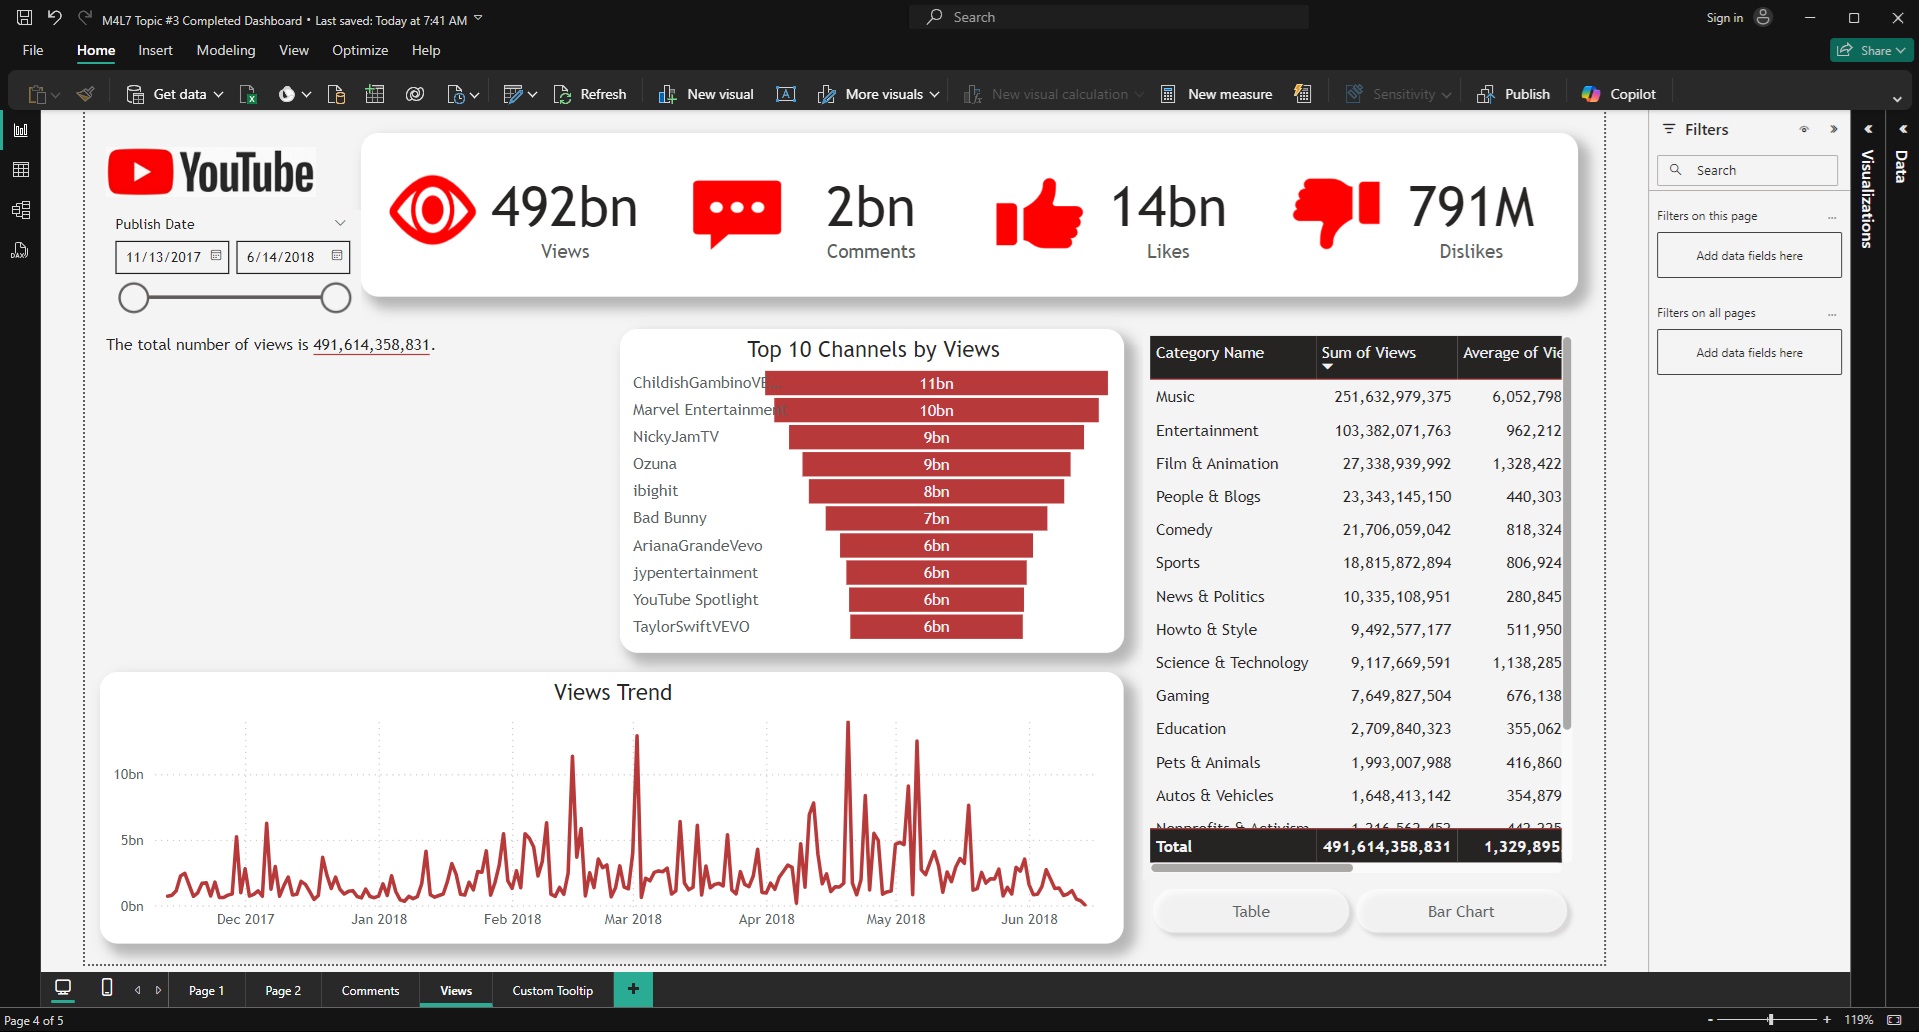 M4L7 Topic #3 Completed Dashboard • Last saved: Today at 7:41 AM
Search
Sign in
File Home Insert Modeling View Optimize Help
Share
Get data
Refresh
New visual
More visuals
New visual calculation
New measure
Sensitivity
Publish
Copilot
YouTube
Publish Date
11/13/2017 6/14/2018
492bn
Views
2bn
Comments
14bn
Likes
791M
Dislikes
The total number of views is 491,614,358,831.
Top 10 Channels by Views
ChildishGambinoVE... 11bn
Marvel Entertainment 10bn
NickyJamTV 9bn
Ozuna 9bn
ibighit 8bn
Bad Bunny 7bn
ArianaGrandeVevo 6bn
jypentertainment 6bn
YouTube Spotlight 6bn
TaylorSwiftVEVO 6bn
Category Name Sum of Views Average of Vie
Music 251,632,979,375 6,052,798
Entertainment 103,382,071,763 962,212
Film & Animation 27,338,939,992 1,328,422
People & Blogs 23,343,145,150 440,303
Comedy 21,706,059,042 818,324
Sports 18,815,872,894 806,924
News & Politics 10,335,108,951 280,845
Howto & Style 9,492,577,177 511,950
Science & Technology 9,117,669,591 1,138,285
Gaming 7,649,827,504 676,138
Education 2,709,840,323 355,062
Pets & Animals 1,993,007,988 416,860
Autos & Vehicles 1,648,413,142 354,879
Nonprofits & Activism
Total 491,614,358,831 1,329,895
Table
Bar Chart
Views Trend
10bn
5bn
0bn
Dec 2017 Jan 2018 Feb 2018 Mar 2018 Apr 2018 May 2018 Jun 2018
Filters
Search
Filters on this page ...
Add data fields here
Filters on all pages ...
Add data fields here
Visualizations
Data
DAX
Page 1
Page 2
Comments
Views
Custom Tooltip
+
Page 4 of 5
- + 119%